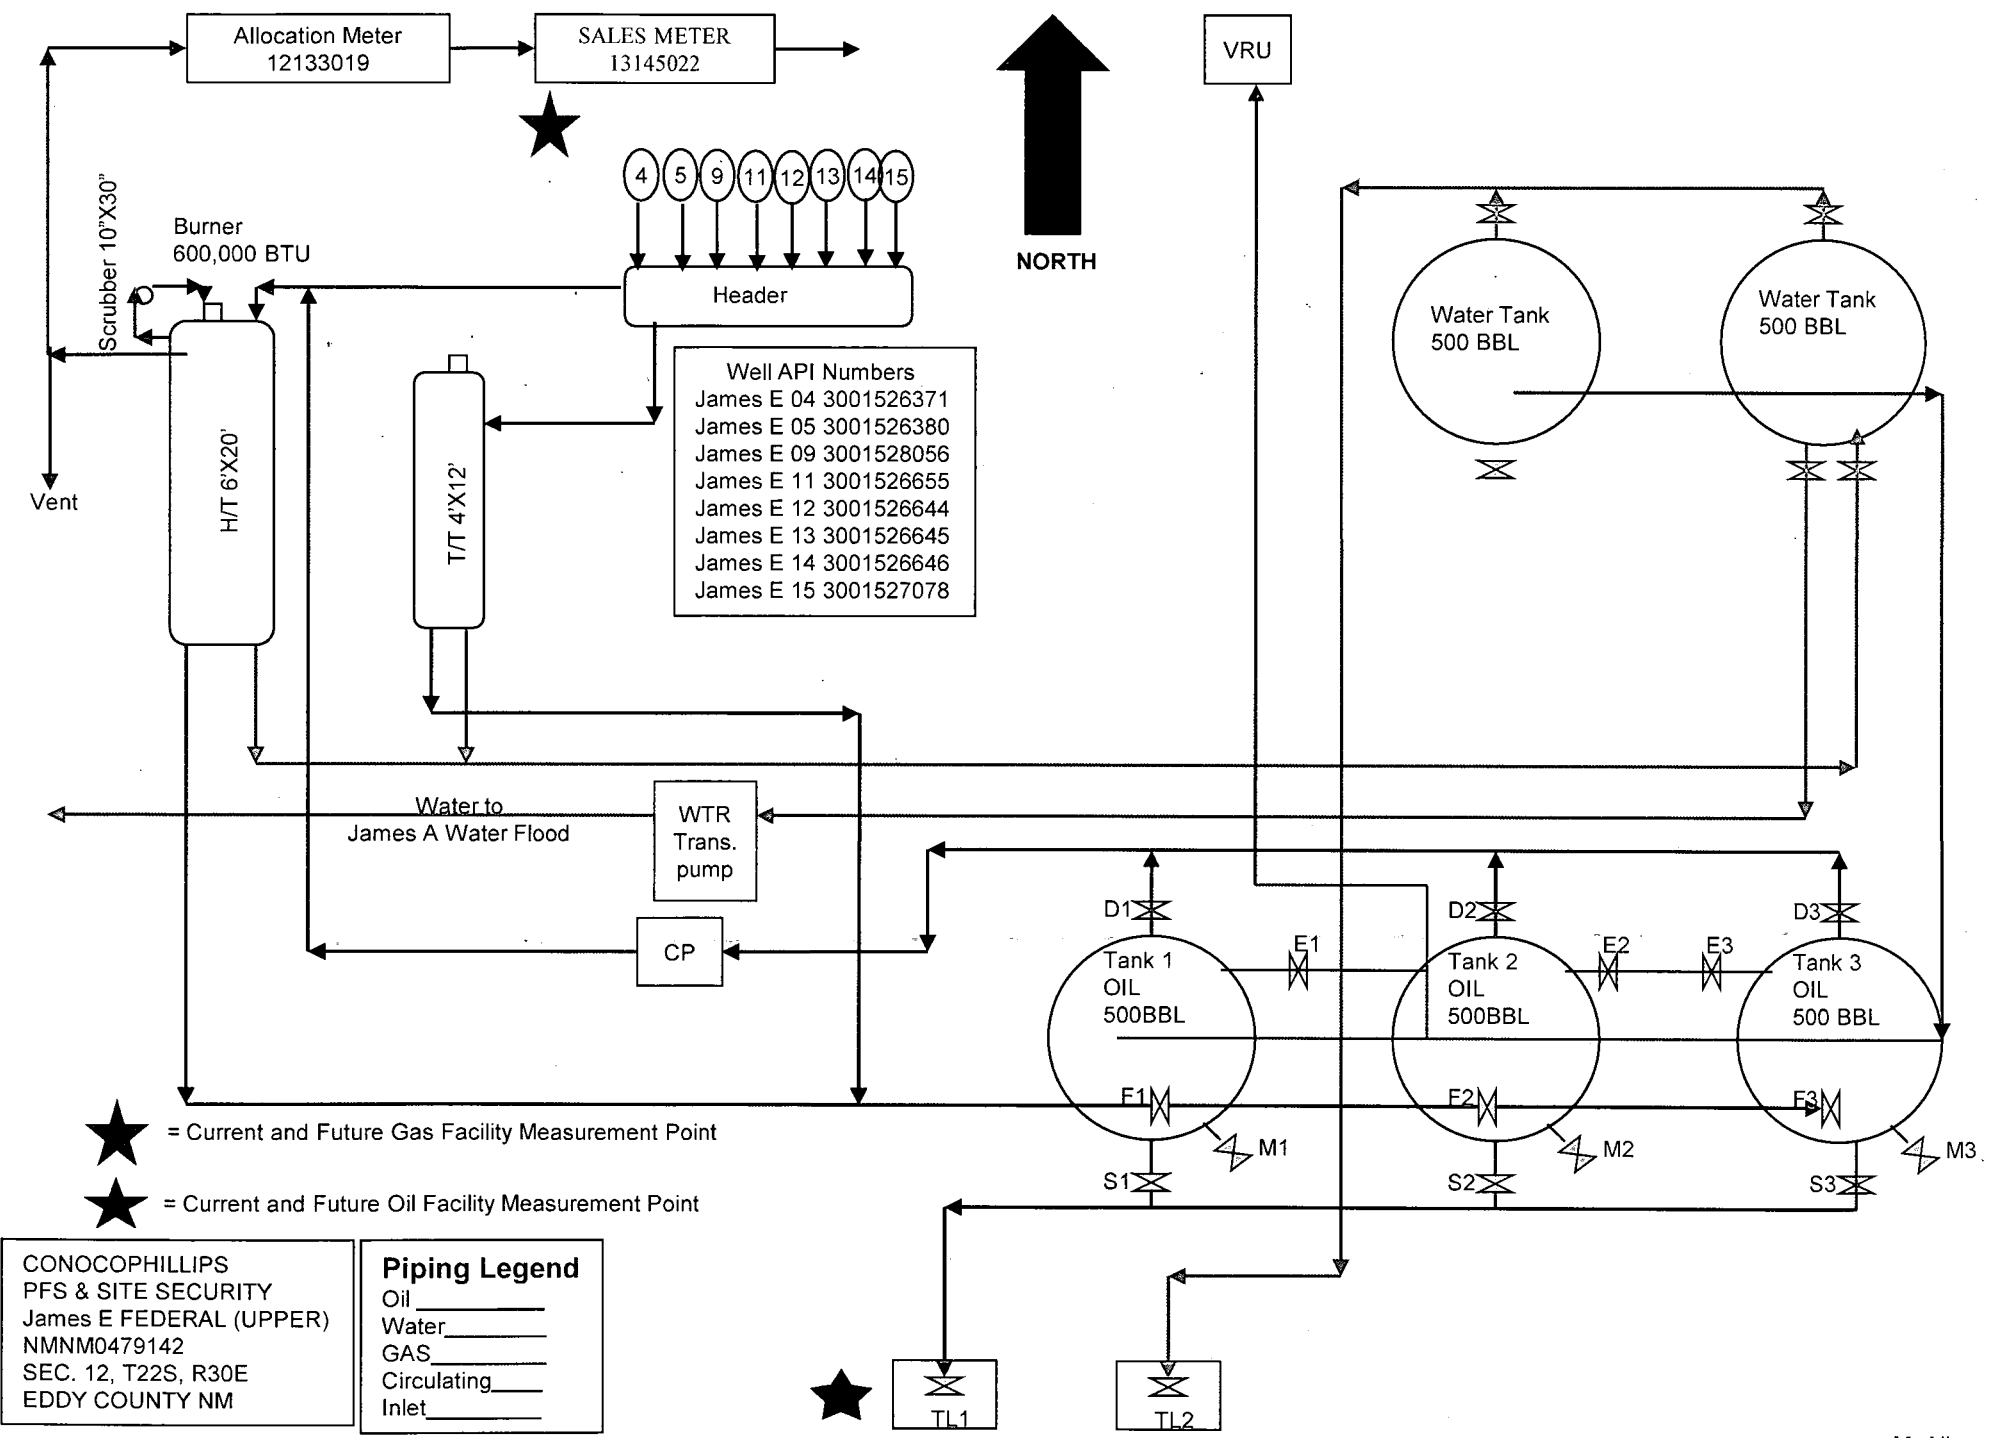 Allocation Meter
12133019
SALES METER
13145022
VRU
4 5 9 11 12 13 14 15
Scrubber 10"X30"
Burner
600,000 BTU
NORTH
Header
Water Tank
500 BBL
Water Tank
500 BBL
Well API Numbers
James E 04 3001526371
James E 05 3001526380
James E 09 3001528056
James E 11 3001526655
James E 12 3001526644
James E 13 3001526645
James E 14 3001526646
James E 15 3001527078
H/T 6'X20'
T/T 4'X12'
Vent
Water to
James A Water Flood
WTR
Trans.
pump
CP
D1
D2
D3
E1
E2
E3
Tank 1
OIL
500BBL
Tank 2
OIL
500BBL
Tank 3
OIL
500 BBL
F1
F2
F3
M1
M2
M3
S1
S2
S3
= Current and Future Gas Facility Measurement Point
= Current and Future Oil Facility Measurement Point
CONOCOPHILLIPS
PFS & SITE SECURITY
James E FEDERAL (UPPER)
NMNM0479142
SEC. 12, T22S, R30E
EDDY COUNTY NM
Piping Legend
Oil
Water
GAS
Circulating
Inlet
TL1
TL2